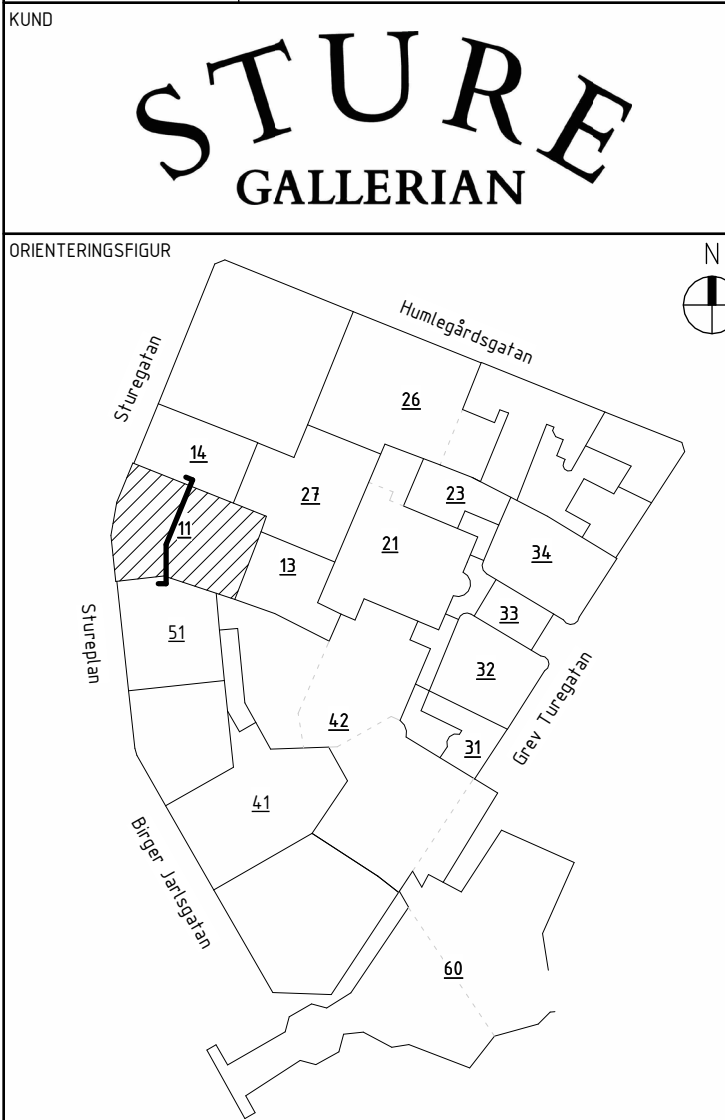 KUND
STURE
GALLERIAN
ORIENTERINGSFIGUR
N
Humlegårdsgatan
Sturegatan
26
14
27
23
11
21
34
13
33
51
32
Stureplan
42
31
Grev Turegatan
41
Birger Jarlsgatan
60